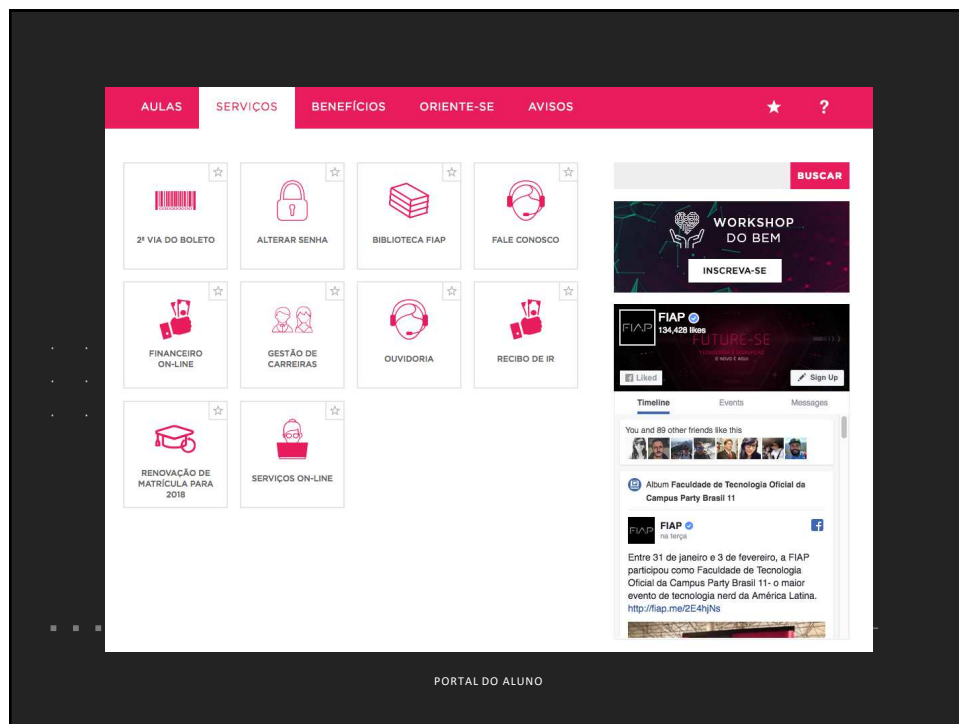 AULAS SERVIÇOS BENEFÍCIOS ORIENTE-SE AVISOS ?
2ª VIA DO BOLETO
ALTERAR SENHA
BIBLIOTECA FIAP
FALE CONOSCO
FINANCEIRO
ON-LINE
GESTÃO DE
CARREIRAS
OUVIDORIA
RECIBO DE IR
RENOVAÇÃO DE
MATRÍCULA PARA
2018
SERVIÇOS ON-LINE
BUSCAR
WORKSHOP
DO BEM
INSCREVA-SE
FIAP
FIAP
134,428 likes
FUTURE-SE
O NOVO É AQUI
Liked
Sign Up
Timeline Events Messages
You and 89 other friends like this
Album Faculdade de Tecnologia Oficial da
Campus Party Brasil 11
FIAP
FIAP
na terça
Entre 31 de janeiro e 3 de fevereiro, a FIAP
participou como Faculdade de Tecnologia
Oficial da Campus Party Brasil 11- o maior
evento de tecnologia nerd da América Latina.
http://fiap.me/2E4hjNs
PORTAL DO ALUNO